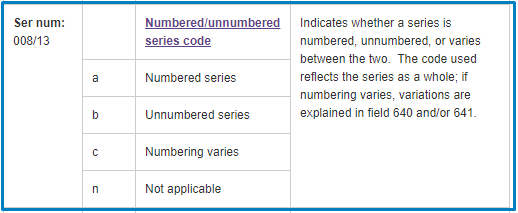 Ser num:
008/13
Numbered/unnumbered
series code
Indicates whether a series is
numbered, unnumbered, or varies
between the two.  The code used
reflects the series as a whole; if
numbering varies, variations are
explained in field 640 and/or 641.
a Numbered series
b Unnumbered series
c Numbering varies
n Not applicable